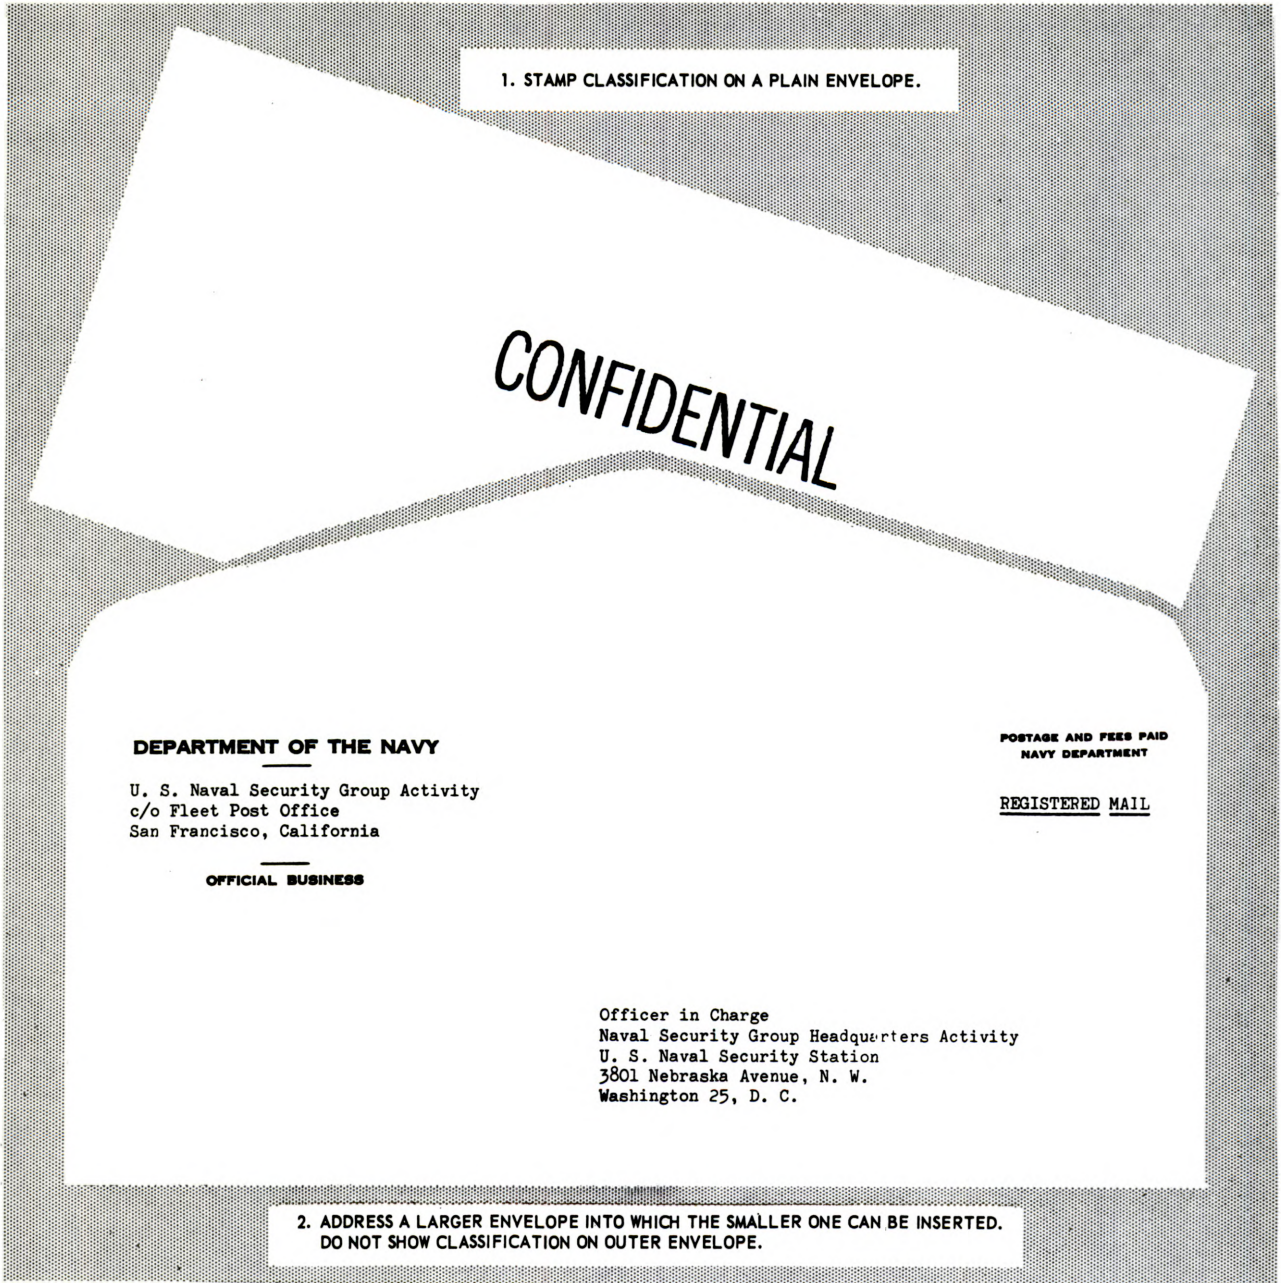 1. STAMP CLASSIFICATION ON A PLAIN ENVELOPE.
CONFIDENTIAL
DEPARTMENT OF THE NAVY
U. S. Naval Security Group Activity
c/o Fleet Post Office
San Francisco, California
OFFICIAL BUSINESS
POSTAGE AND FEES PAID
NAVY DEPARTMENT
REGISTERED MAIL
Officer in Charge
Naval Security Group Headquarters Activity
U. S. Naval Security Station
3801 Nebraska Avenue, N. W.
Washington 25, D. C.
2. ADDRESS A LARGER ENVELOPE INTO WHICH THE SMALLER ONE CAN BE INSERTED.
DO NOT SHOW CLASSIFICATION ON OUTER ENVELOPE.